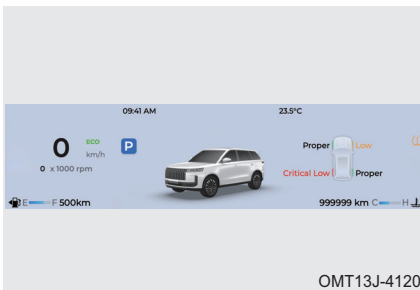 09:41 AM 23.5°C
0 ECO km/h P
0 x 1000 rpm
Proper Low
Critical Low Proper
E F 500km 999999 km C H
OMT13J-4120